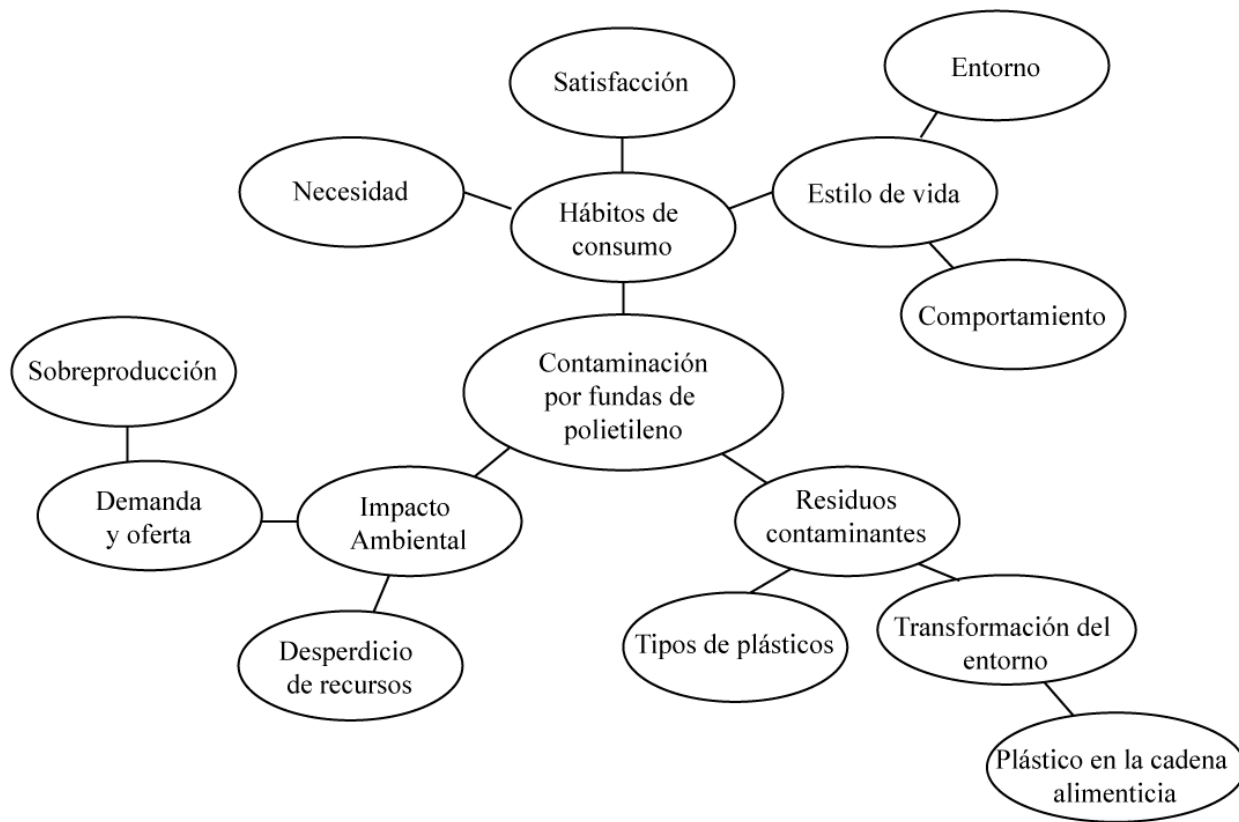 Entorno
Satisfacción
Necesidad
Estilo de vida
Hábitos de
consumo
Comportamiento
Sobreproducción
Contaminación
por fundas de
polietileno
Demanda
y oferta
Impacto
Ambiental
Residuos
contaminantes
Desperdicio
de recursos
Tipos de plásticos
Transformación del
entorno
Plástico en la cadena
alimenticia